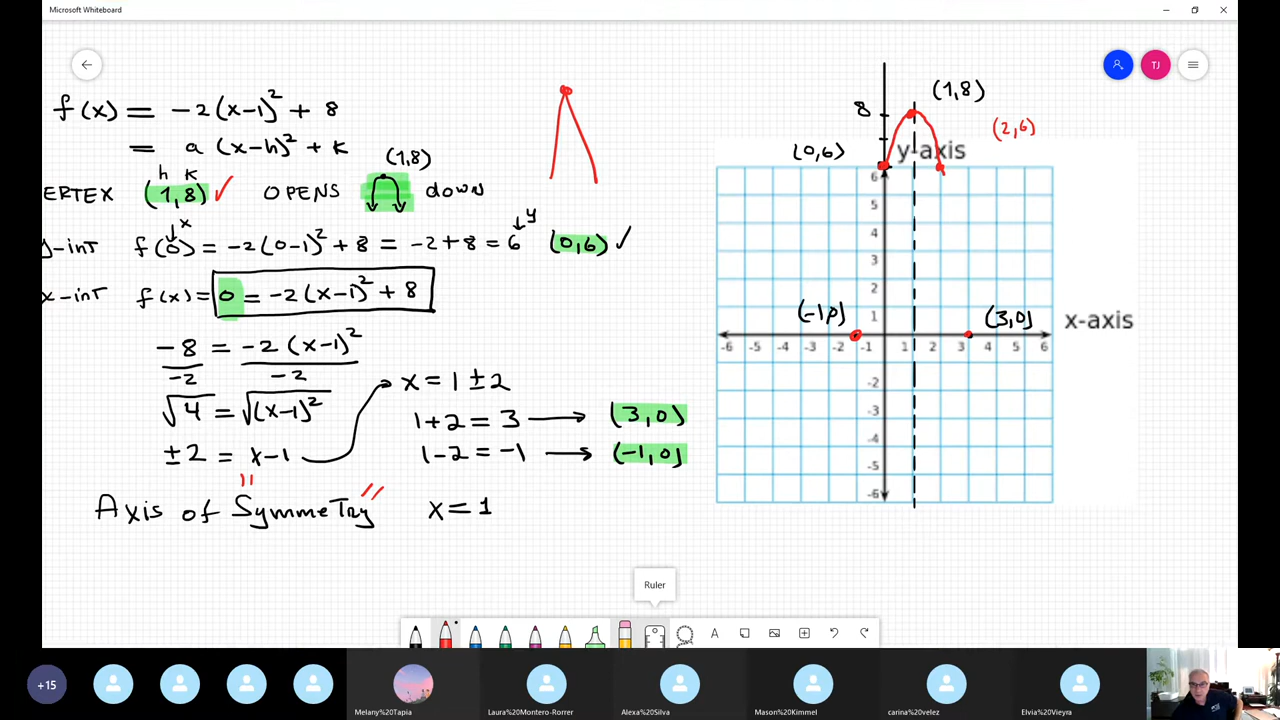 Microsoft Whiteboard
TJ
f(x) = -2(x-1)² + 8
= a(x-h)² + k
h k
(1,8)
ERTEX (1,8) ✓ OPENS down
x
y
y-inT f(0) = -2(0-1)² + 8 = -2+8 = 6 (0,6) ✓
x-inT f(x) = 0 = -2(x-1)² + 8
-8 = -2(x-1)²
-2 -2
√4 = √(x-1)²
±2 = x-1
x = 1 ± 2
1+2 = 3 → (3,0)
1-2 = -1 → (-1,0)
Axis of "Symmetry" x = 1
(1,8)
8
(2,6)
(0,6)
y-axis
6
5
4
3
2
1
(-1,0) (3,0)
x-axis
-6 -5 -4 -3 -2 -1 1 2 3 4 5 6
-2
-3
-4
-5
-6
Ruler
A
+15
Melany%20Tapia
Laura%20Montero-Rorrer
Alexa%20Silva
Mason%20Kimmel
carina%20velez
Elvia%20Vieyra